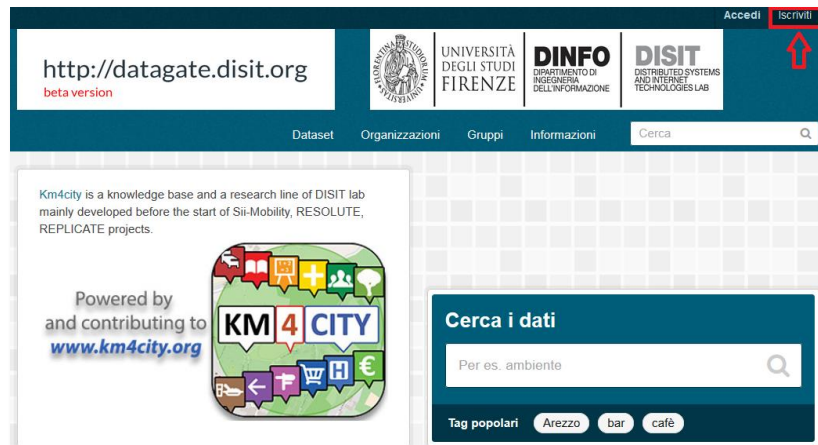 Accedi Iscriviti
http://datagate.disit.org
beta version
UNIVERSITÀ
DEGLI STUDI
FIRENZE
DINFO
DIPARTIMENTO DI
INGEGNERIA
DELL'INFORMAZIONE
DISIT
DISTRIBUTED SYSTEMS
AND INTERNET
TECHNOLOGIES LAB
Dataset Organizzazioni Gruppi Informazioni Cerca
Km4city is a knowledge base and a research line of DISIT lab
mainly developed before the start of Sii-Mobility, RESOLUTE,
REPLICATE projects.
Powered by
and contributing to
www.km4city.org
KM 4 CITY
H €
Cerca i dati
Per es. ambiente
Tag popolari Arezzo bar cafè